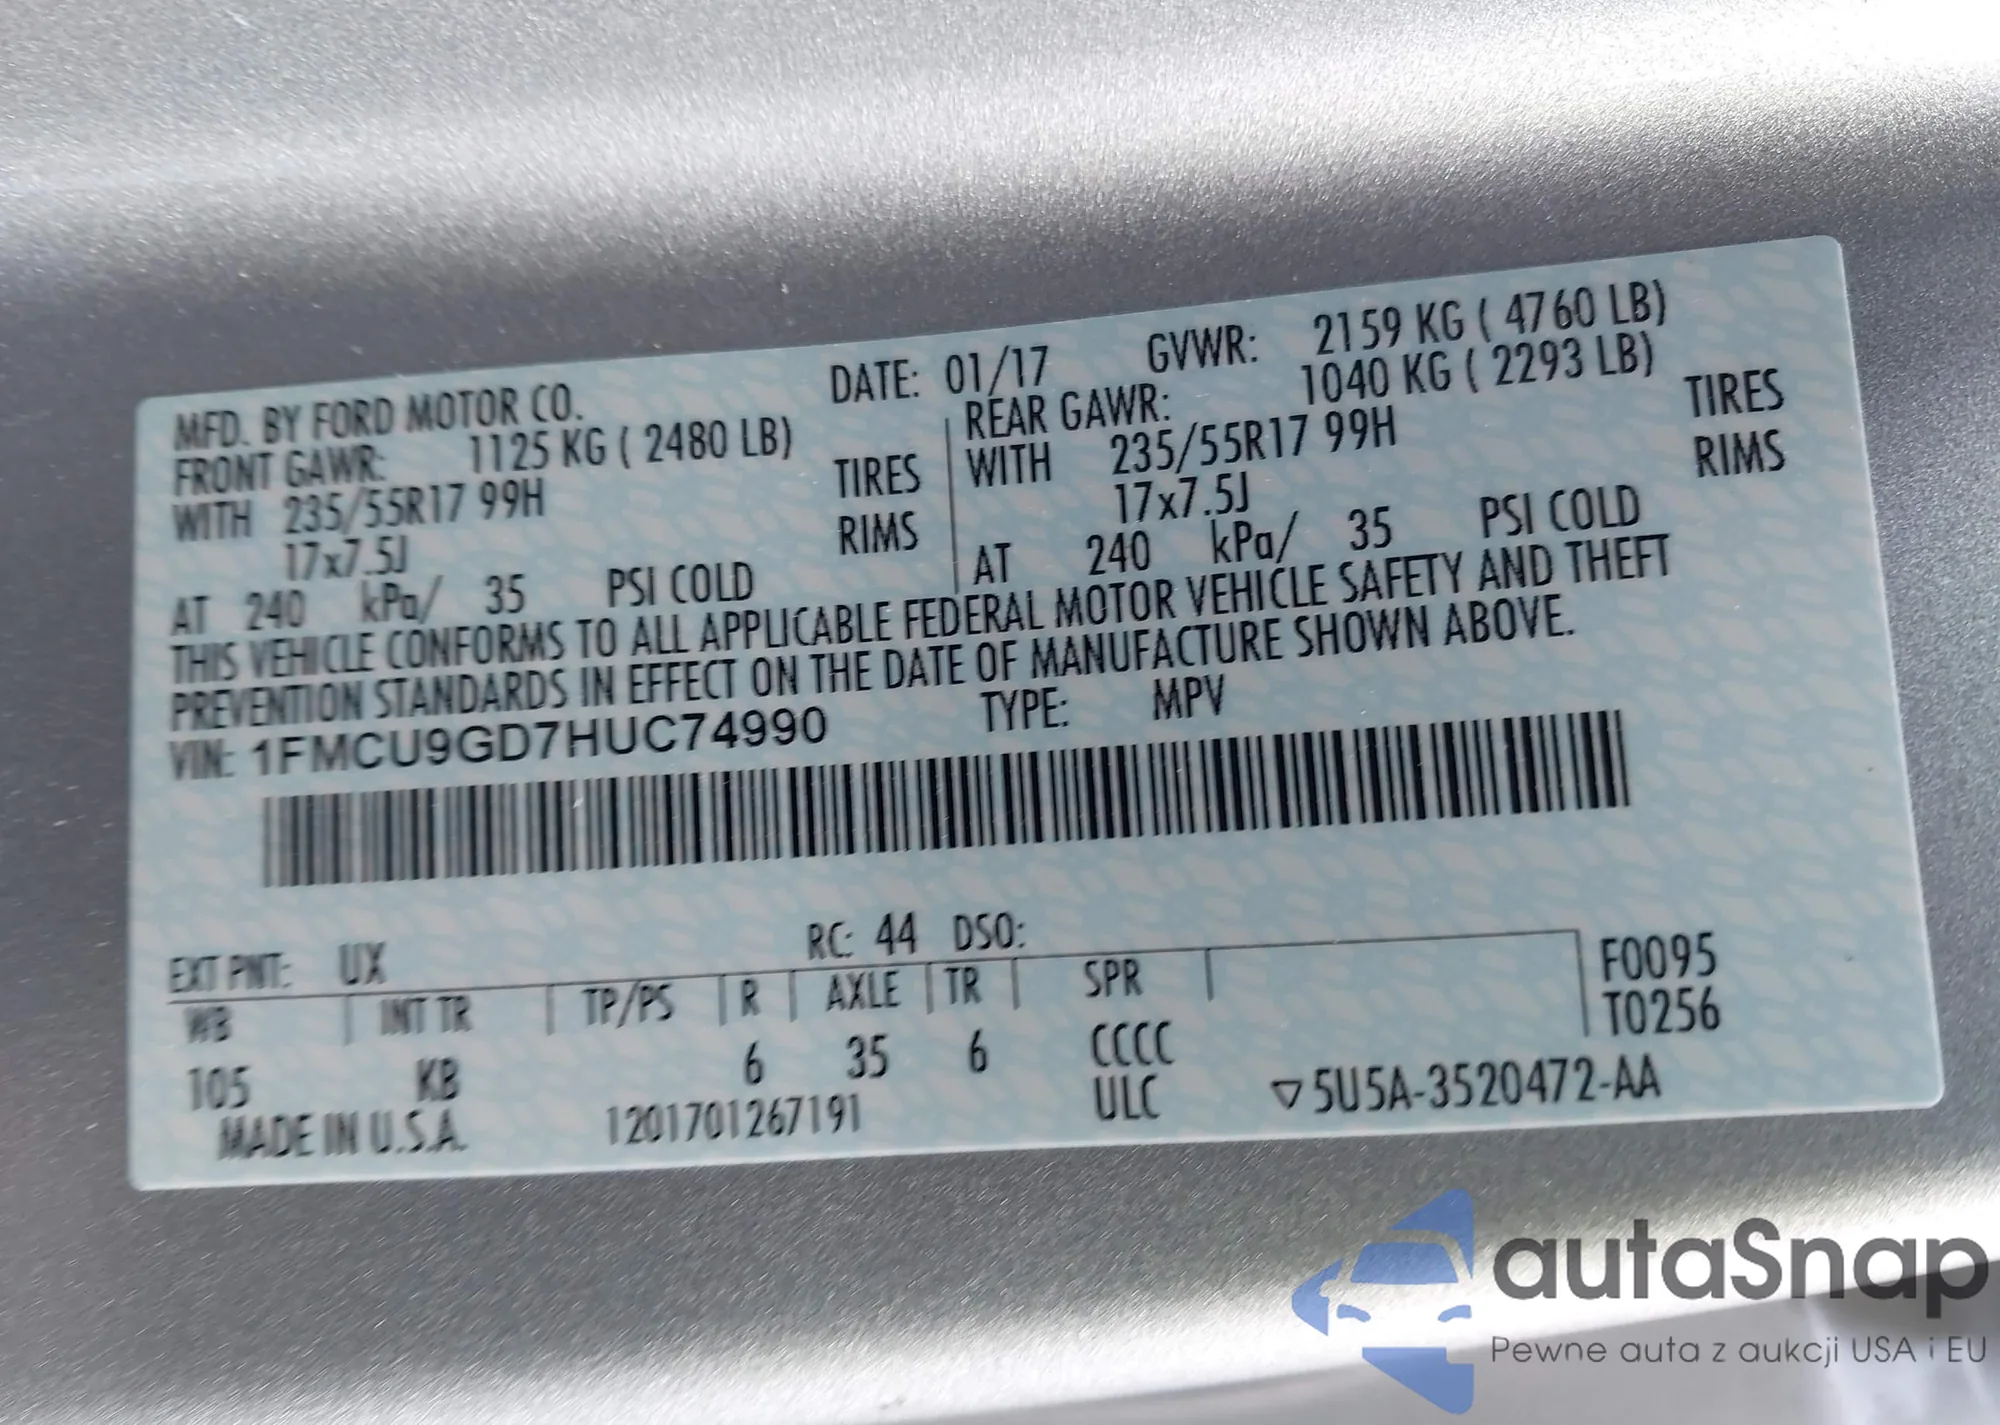 MFD. BY FORD MOTOR CO. DATE: 01/17 GVWR: 2159 KG ( 4760 LB)
FRONT GAWR: 1125 KG ( 2480 LB) REAR GAWR: 1040 KG ( 2293 LB)
WITH 235/55R17 99H TIRES WITH 235/55R17 99H TIRES
17x7.5J RIMS 17x7.5J RIMS
AT 240 kPa/ 35 PSI COLD AT 240 kPa/ 35 PSI COLD
THIS VEHICLE CONFORMS TO ALL APPLICABLE FEDERAL MOTOR VEHICLE SAFETY AND THEFT
PREVENTION STANDARDS IN EFFECT ON THE DATE OF MANUFACTURE SHOWN ABOVE.
VIN: 1FMCU9GD7HUC74990 TYPE: MPV
EXT PNT: UX RC: 44 DSO:
WB INT TR TP/PS R AXLE TR SPR F0095
T0256
105 KB 6 35 6 CCCC
MADE IN U.S.A. 1201701267191 ULC ▽5U5A-3520472-AA
autaSnap
Pewne auta z aukcji USA i EU